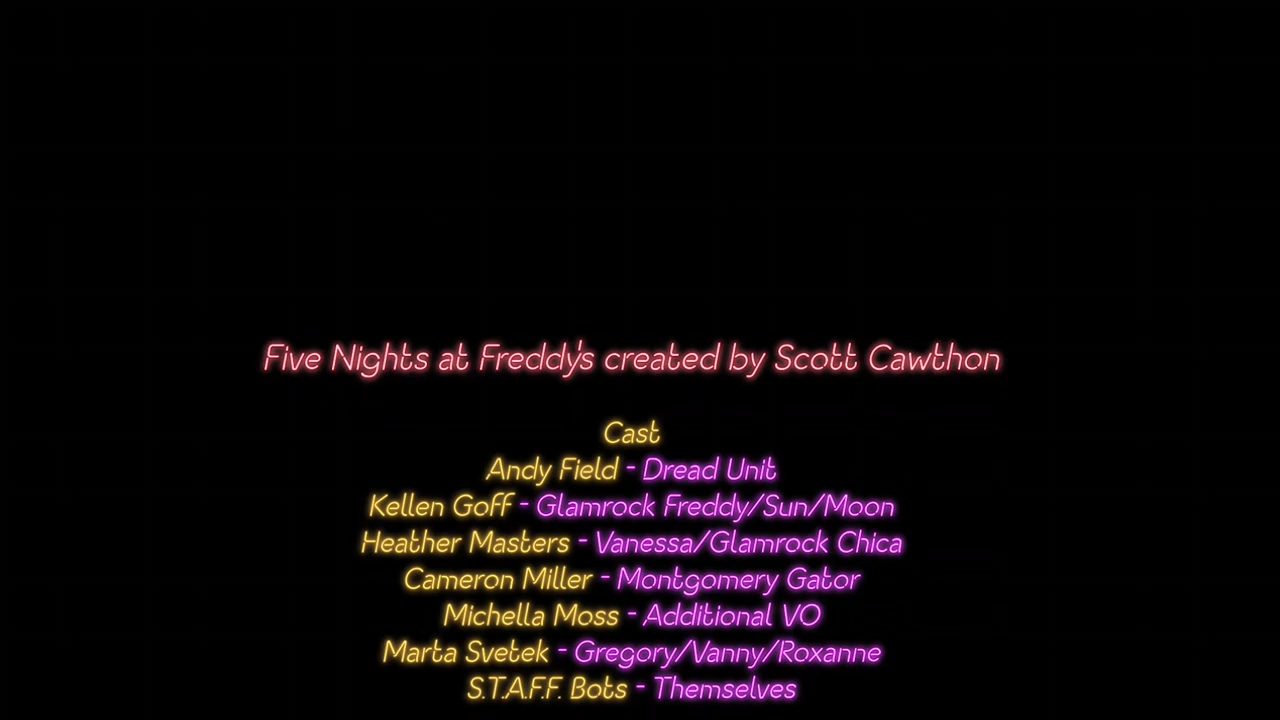 Five Nights at Freddy's created by Scott Cawthon
Cast
Andy Field - Dread Unit
Kellen Goff - Glamrock Freddy/Sun/Moon
Heather Masters - Vanessa/Glamrock Chica
Cameron Miller - Montgomery Gator
Michella Moss - Additional VO
Marta Svetek - Gregory/Vanny/Roxanne
S.T.A.F.F. Bots - Themselves